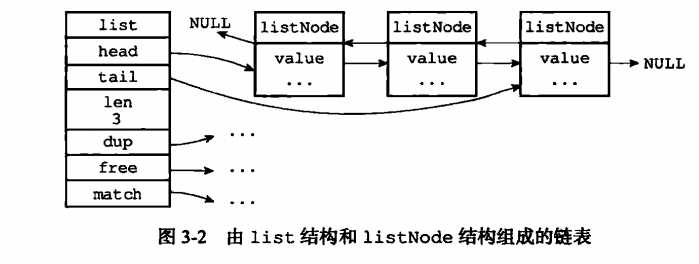 list
head
tail
len
3
dup
free
match
NULL
listNode
value
...
listNode
value
...
listNode
value
...
NULL
...
...
...
图 3-2 由 list 结构和 listNode 结构组成的链表